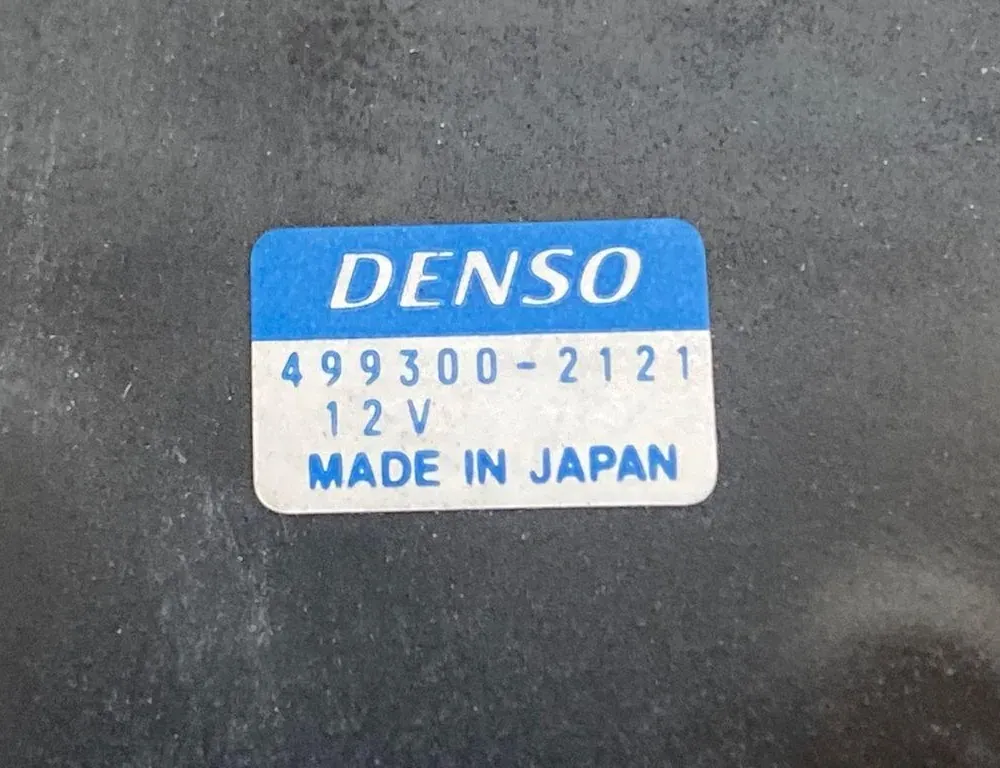 DENSO
499300-2121
12V
MADE IN JAPAN